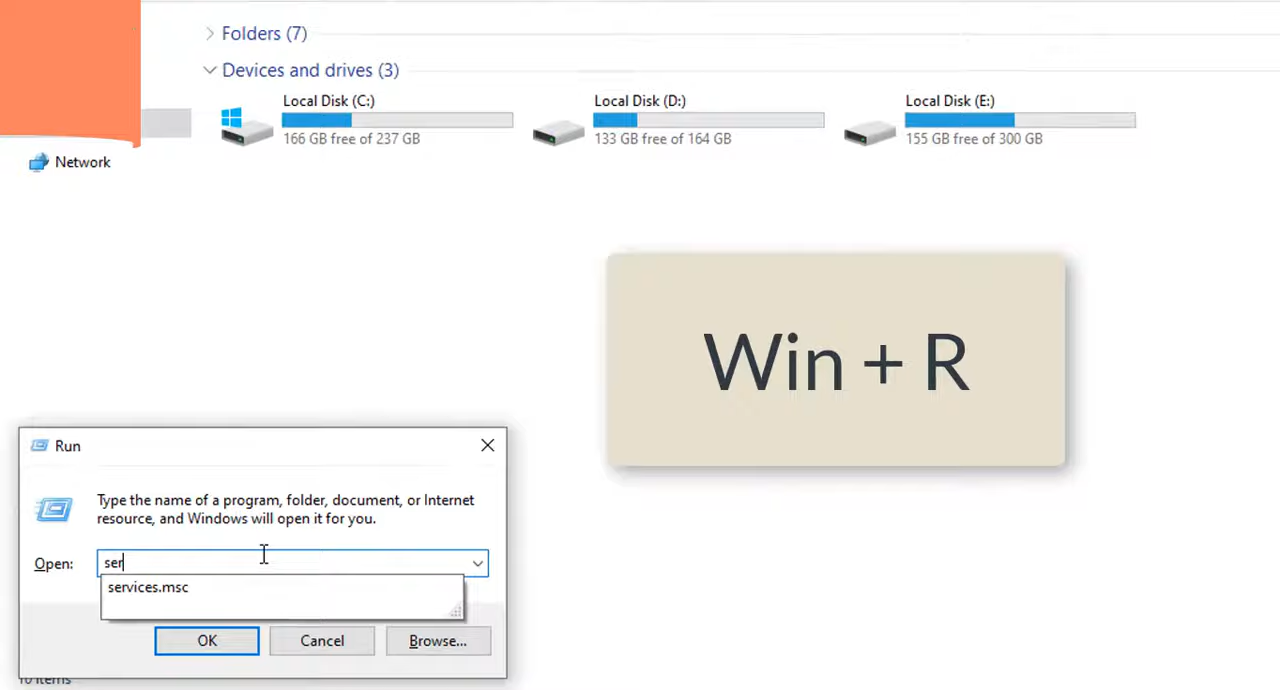 Folders (7)
Devices and drives (3)
Local Disk (C:)
166 GB free of 237 GB
Local Disk (D:)
133 GB free of 164 GB
Local Disk (E:)
155 GB free of 300 GB
Network
Win + R
Run
Type the name of a program, folder, document, or Internet
resource, and Windows will open it for you.
Open: ser
services.msc
OK Cancel Browse...
10 items